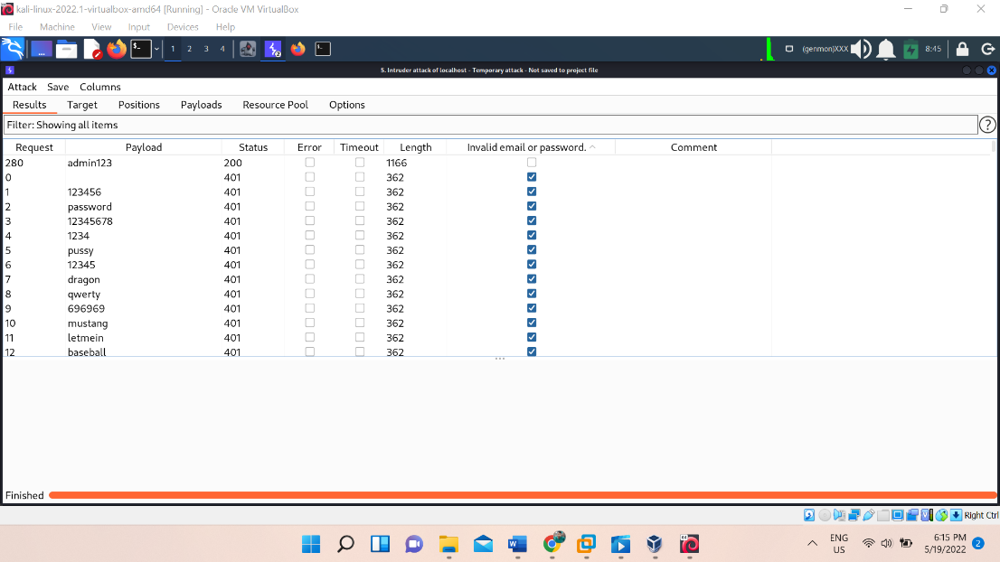 kali-linux-2022.1-virtualbox-amd64 [Running] - Oracle VM VirtualBox
File Machine View Input Devices Help
1 2 3 4 (genmon)XXX 8:45
5. Intruder attack of localhost - Temporary attack - Not saved to project file
Attack Save Columns
Results Target Positions Payloads Resource Pool Options
Filter: Showing all items ?
Request Payload Status Error Timeout Length Invalid email or password. Comment
280 admin123 200 1166
0 401 362
1 123456 401 362
2 password 401 362
3 12345678 401 362
4 1234 401 362
5 pussy 401 362
6 12345 401 362
7 dragon 401 362
8 qwerty 401 362
9 696969 401 362
10 mustang 401 362
11 letmein 401 362
12 baseball 401 362
Finished
Right Ctrl
ENG 6:15 PM
US 5/19/2022 2